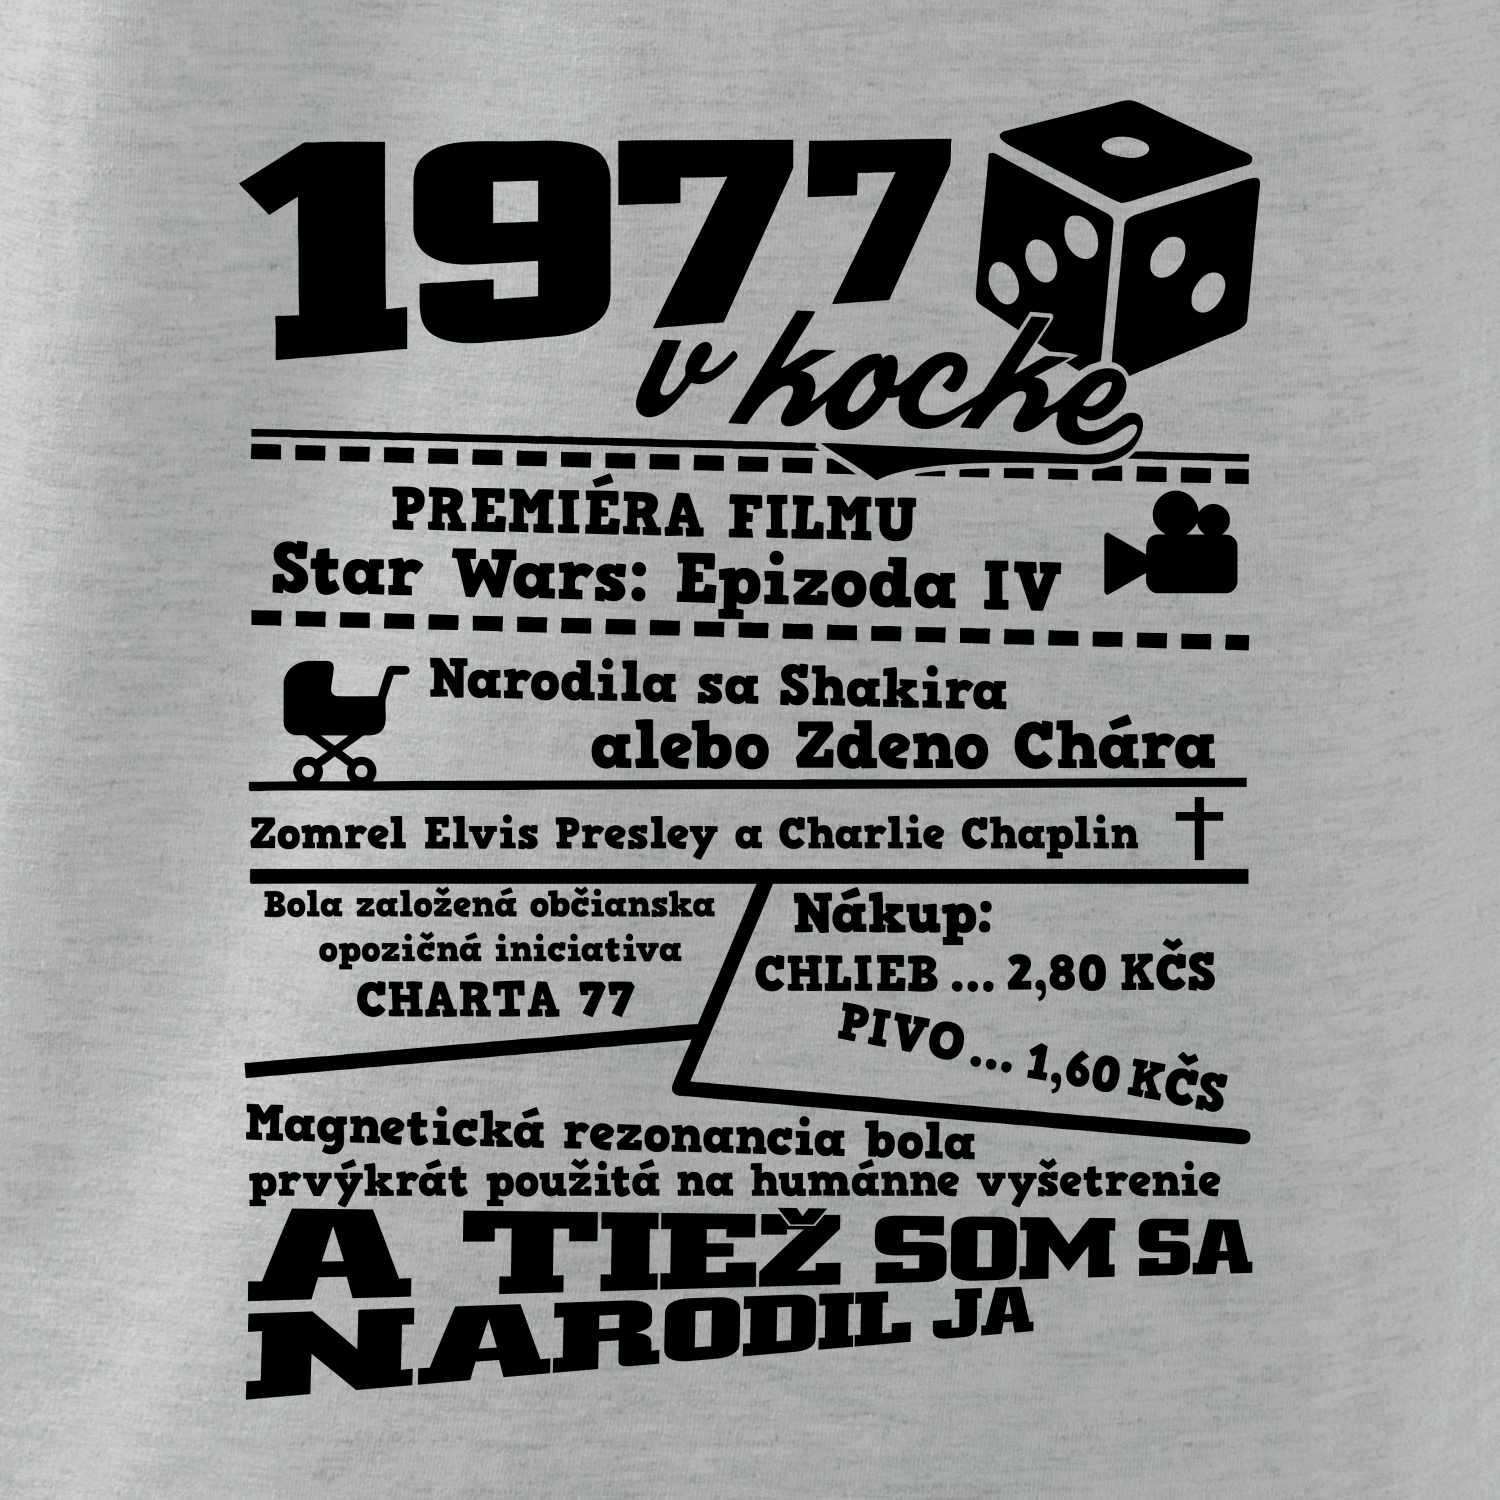 1977
v kocke
PREMIÉRA FILMU
Star Wars: Epizoda IV
Narodila sa Shakira
alebo Zdeno Chára
Zomrel Elvis Presley a Charlie Chaplin
Bola založená občianska
opozičná iniciativa
CHARTA 77
Nákup:
CHLIEB ... 2,80 KČS
PIVO ... 1,60 KČS
Magnetická rezonancia bola
prvýkrát použitá na humánne vyšetrenie
A TIEŽ SOM SA
NARODIL JA